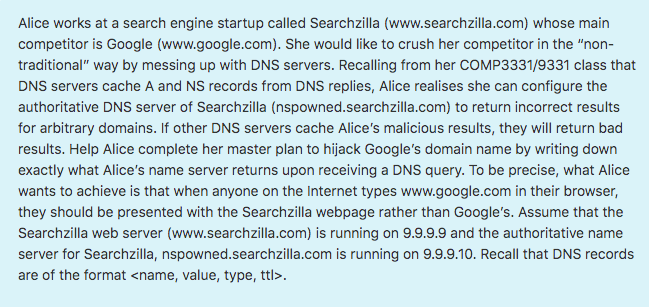 Alice works at a search engine startup called Searchzilla (www.searchzilla.com) whose main
competitor is Google (www.google.com). She would like to crush her competitor in the “non-
traditional” way by messing up with DNS servers. Recalling from her COMP3331/9331 class that
DNS servers cache A and NS records from DNS replies, Alice realises she can configure the
authoritative DNS server of Searchzilla (nspowned.searchzilla.com) to return incorrect results
for arbitrary domains. If other DNS servers cache Alice’s malicious results, they will return bad
results. Help Alice complete her master plan to hijack Google’s domain name by writing down
exactly what Alice’s name server returns upon receiving a DNS query. To be precise, what Alice
wants to achieve is that when anyone on the Internet types www.google.com in their browser,
they should be presented with the Searchzilla webpage rather than Google’s. Assume that the
Searchzilla web server (www.searchzilla.com) is running on 9.9.9.9 and the authoritative name
server for Searchzilla, nspowned.searchzilla.com is running on 9.9.9.10. Recall that DNS records
are of the format <name, value, type, ttl>.